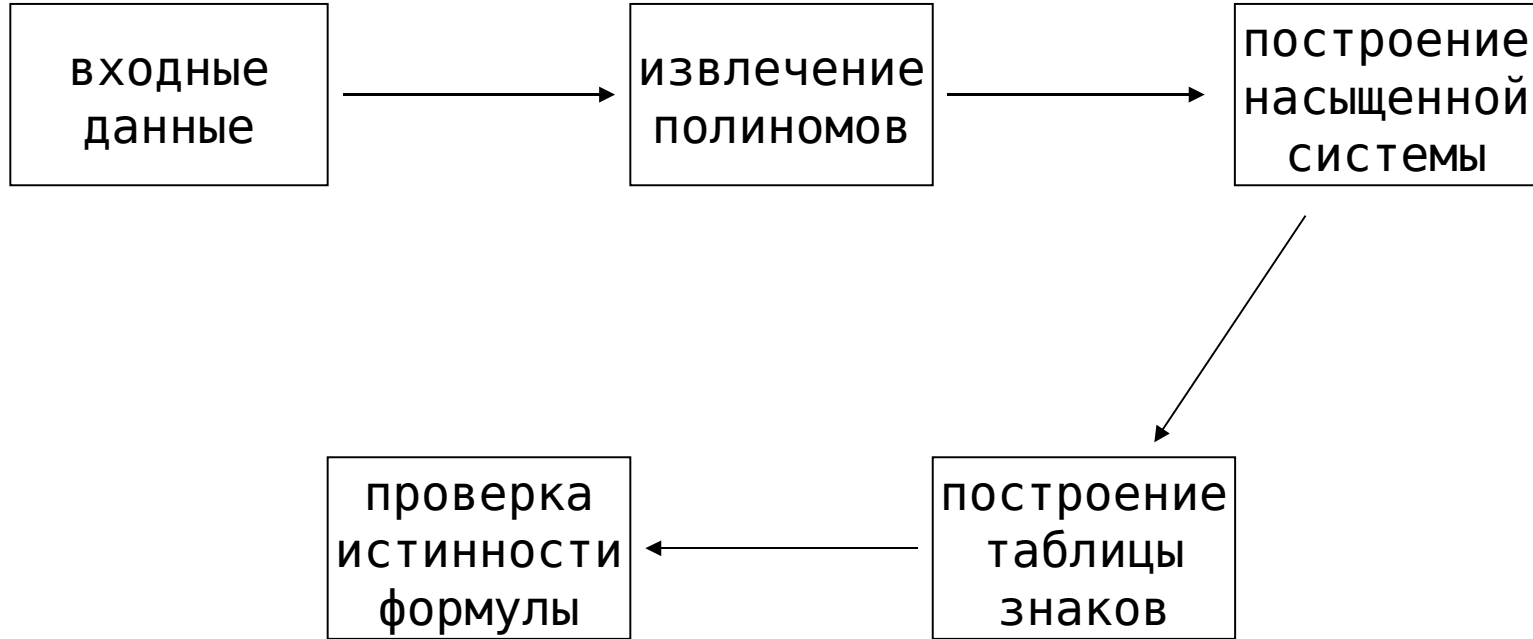 входные
данные
извлечение
полиномов
построение
насыщенной
системы
построение
таблицы
знаков
проверка
истинности
формулы